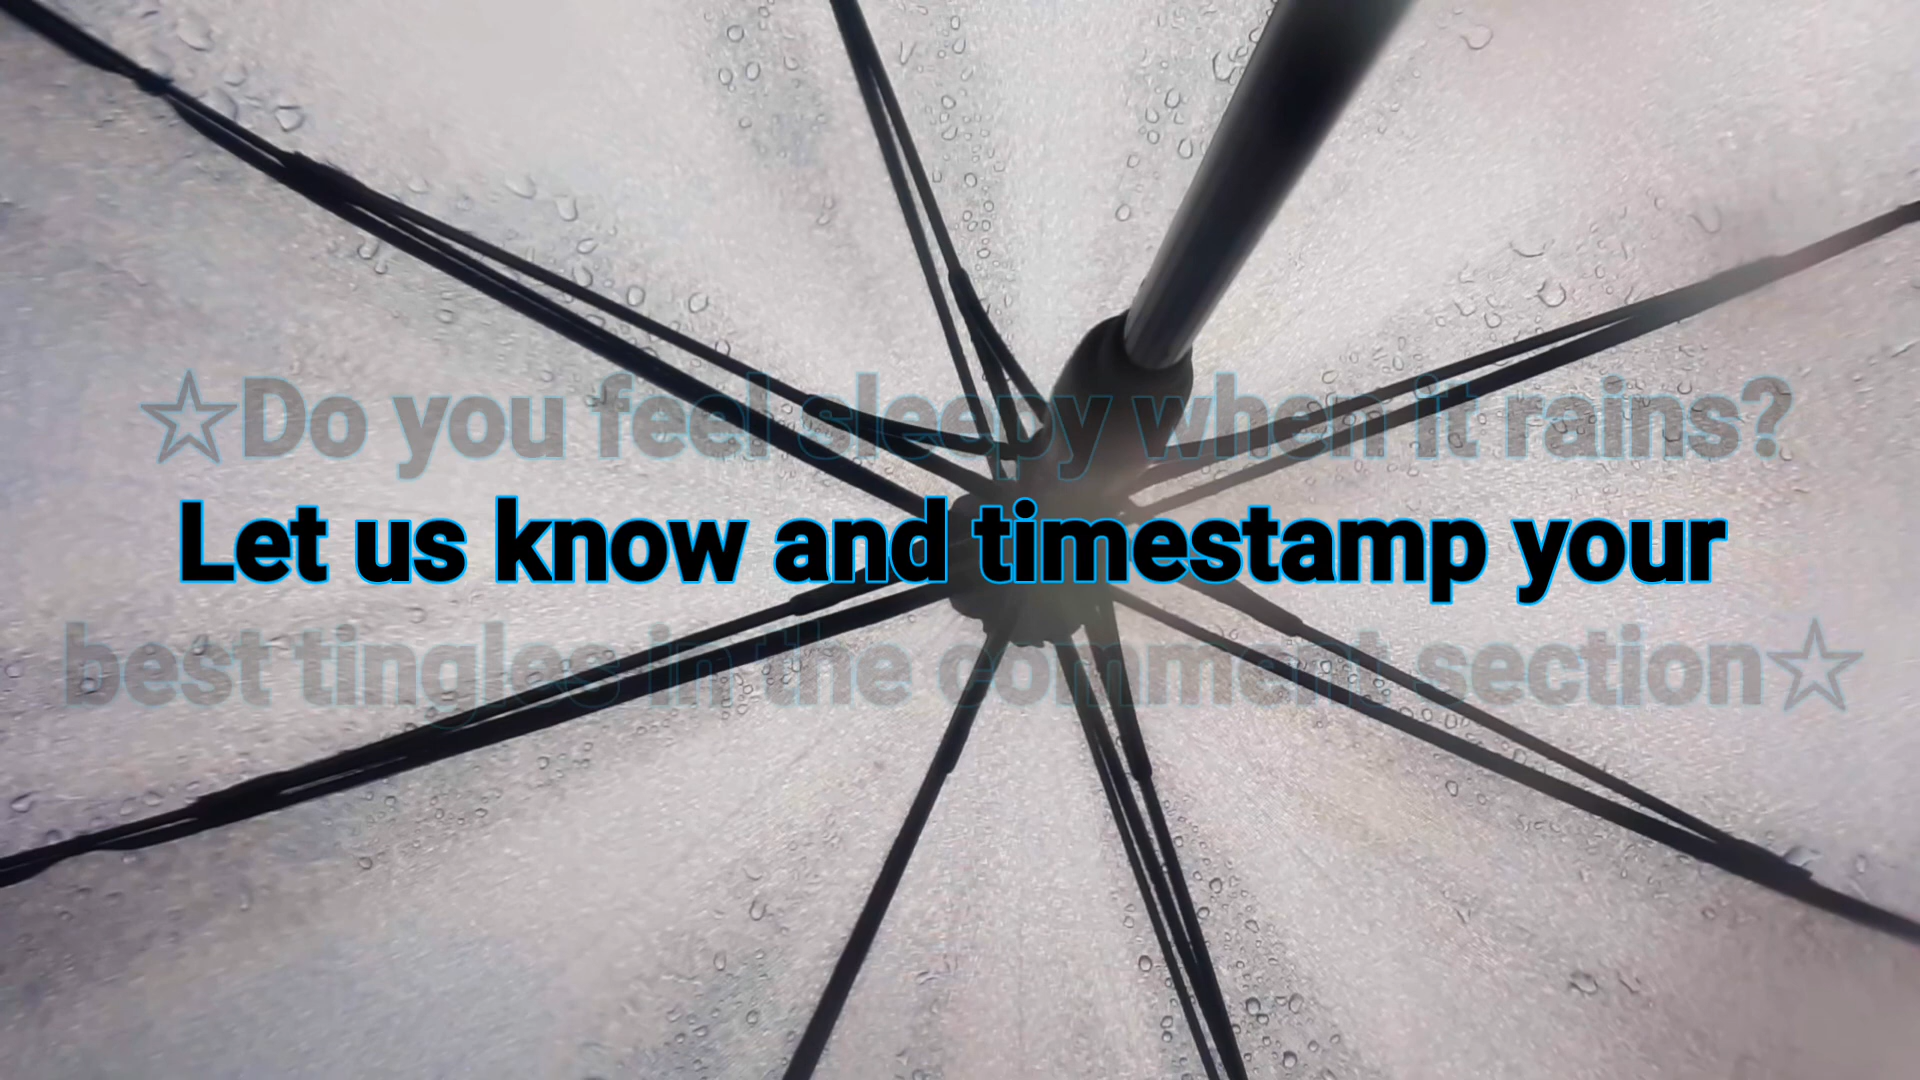 ☆Do you feel sleepy when it rains?
Let us know and timestamp your
best tingles in the comment section☆